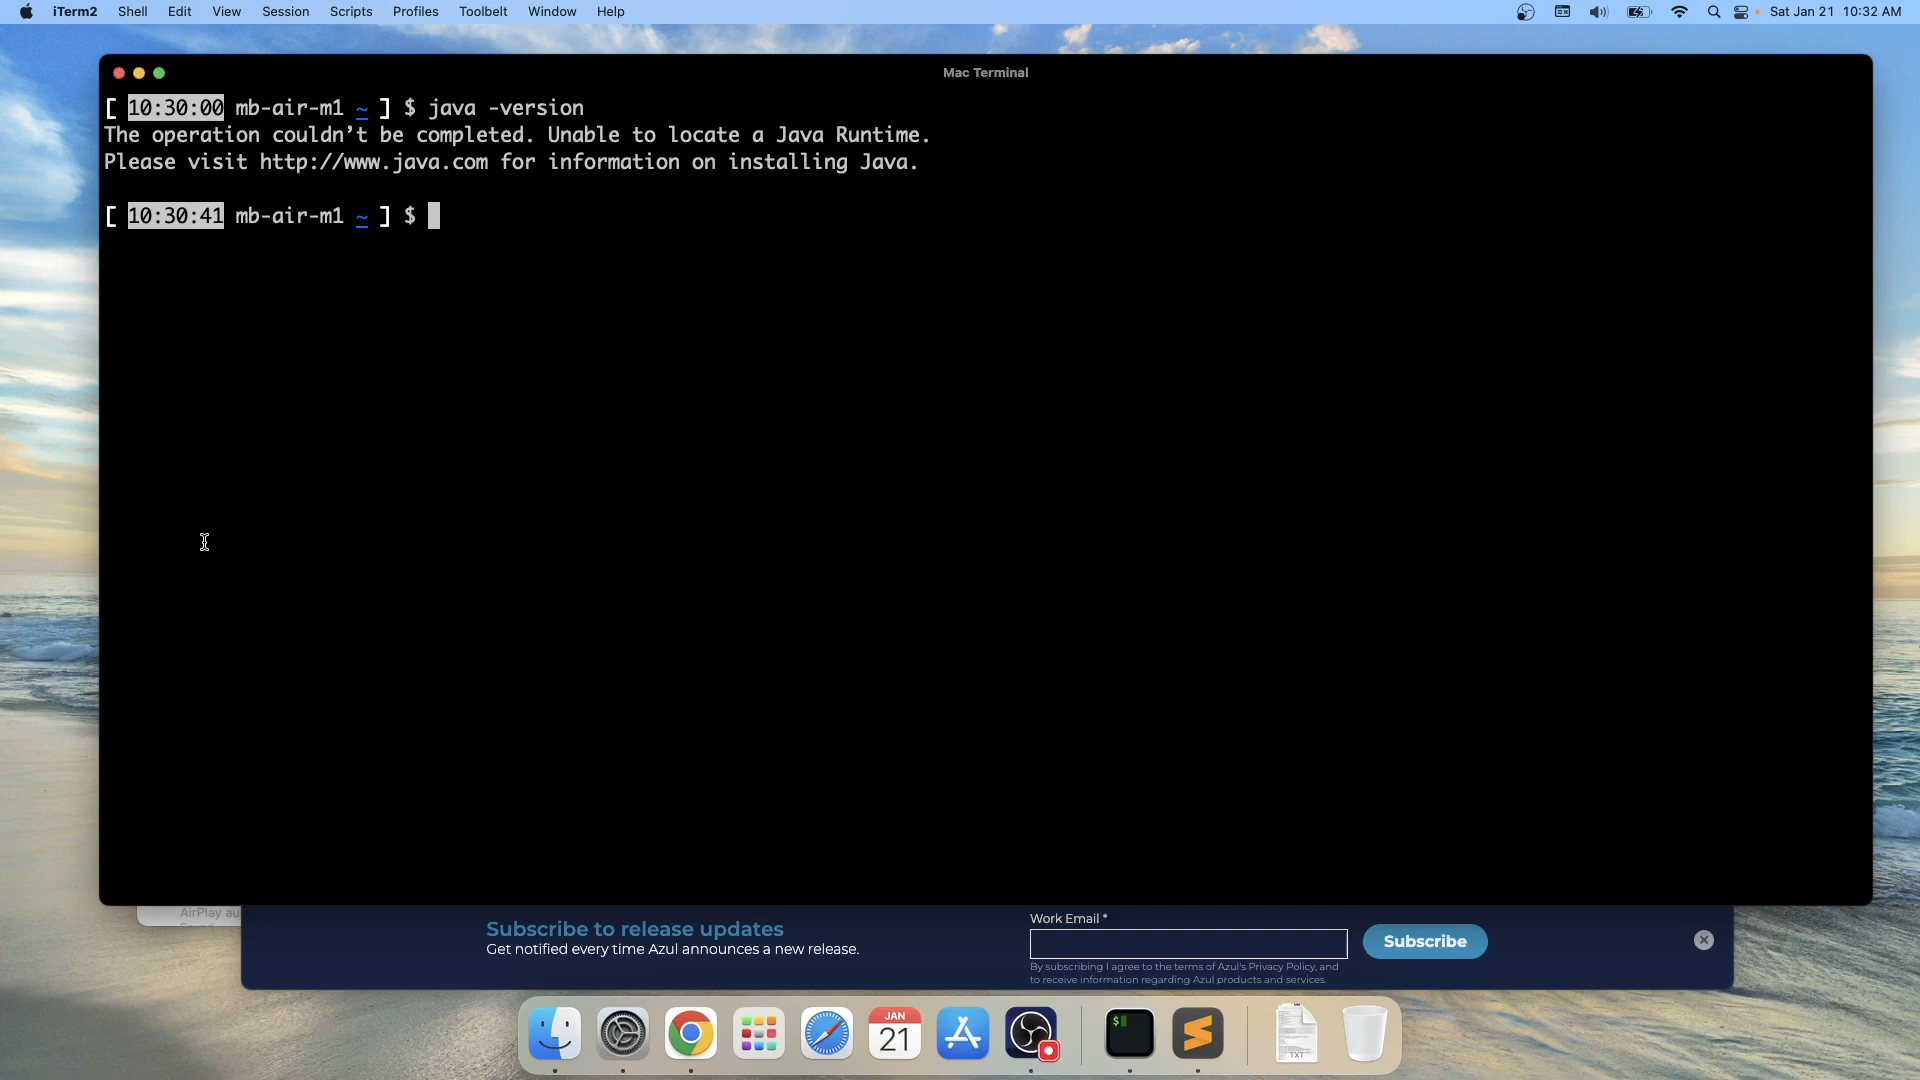 iTerm2 Shell Edit View Session Scripts Profiles Toolbelt Window Help Sat Jan 21 10:32 AM
Mac Terminal
[ 10:30:00 mb-air-m1 ~ ] $ java -version
The operation couldn’t be completed. Unable to locate a Java Runtime.
Please visit http://www.java.com for information on installing Java.
[ 10:30:41 mb-air-m1 ~ ] $
AirPlay au
Subscribe to release updates
Get notified every time Azul announces a new release.
Work Email *
Subscribe
By subscribing I agree to the terms of Azul's Privacy Policy, and
to receive information regarding Azul products and services.
JAN
21
$
TXT